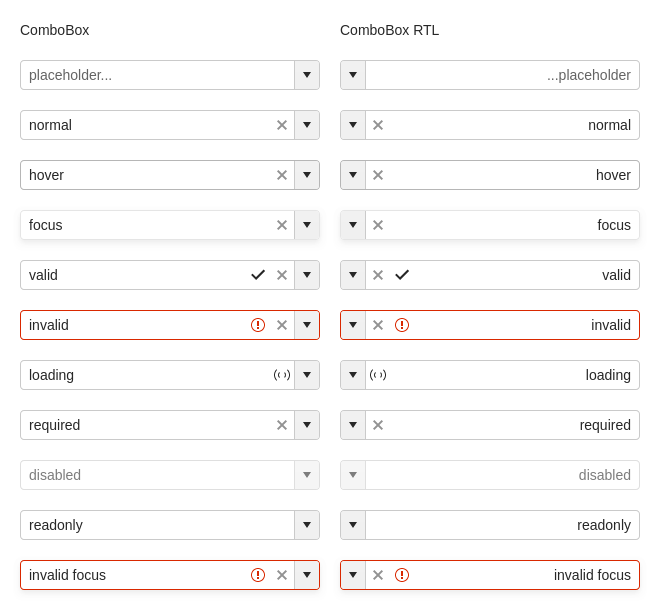 ComboBox
ComboBox RTL
placeholder...
...placeholder
normal
normal
hover
hover
focus
focus
valid
valid
invalid
invalid
loading
loading
required
required
disabled
disabled
readonly
readonly
invalid focus
invalid focus